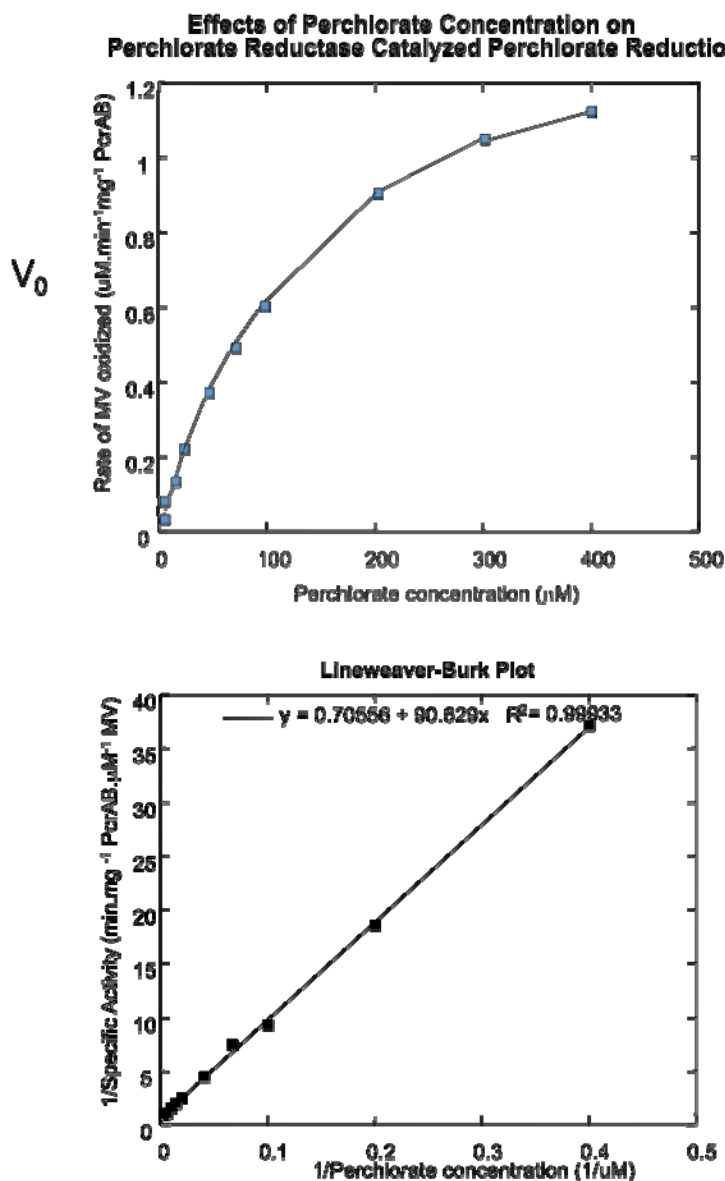 Effects of Perchlorate Concentration on
Perchlorate Reductase Catalyzed Perchlorate Reductio
V₀
Rate of MV oxidized (uM.min⁻¹mg⁻¹ PcrAB)
1.2
1
0.8
0.6
0.4
0.2
0
0 100 200 300 400 500
Perchlorate concentration (µM)
Lineweaver-Burk Plot
1/Specific Activity (min.mg⁻¹ PcrAB.µM⁻¹ MV)
y = 0.70556 + 90.829x R²= 0.99933
40
35
30
25
20
15
10
5
0
0 0.1 0.2 0.3 0.4 0.5
1/Perchlorate concentration (1/uM)